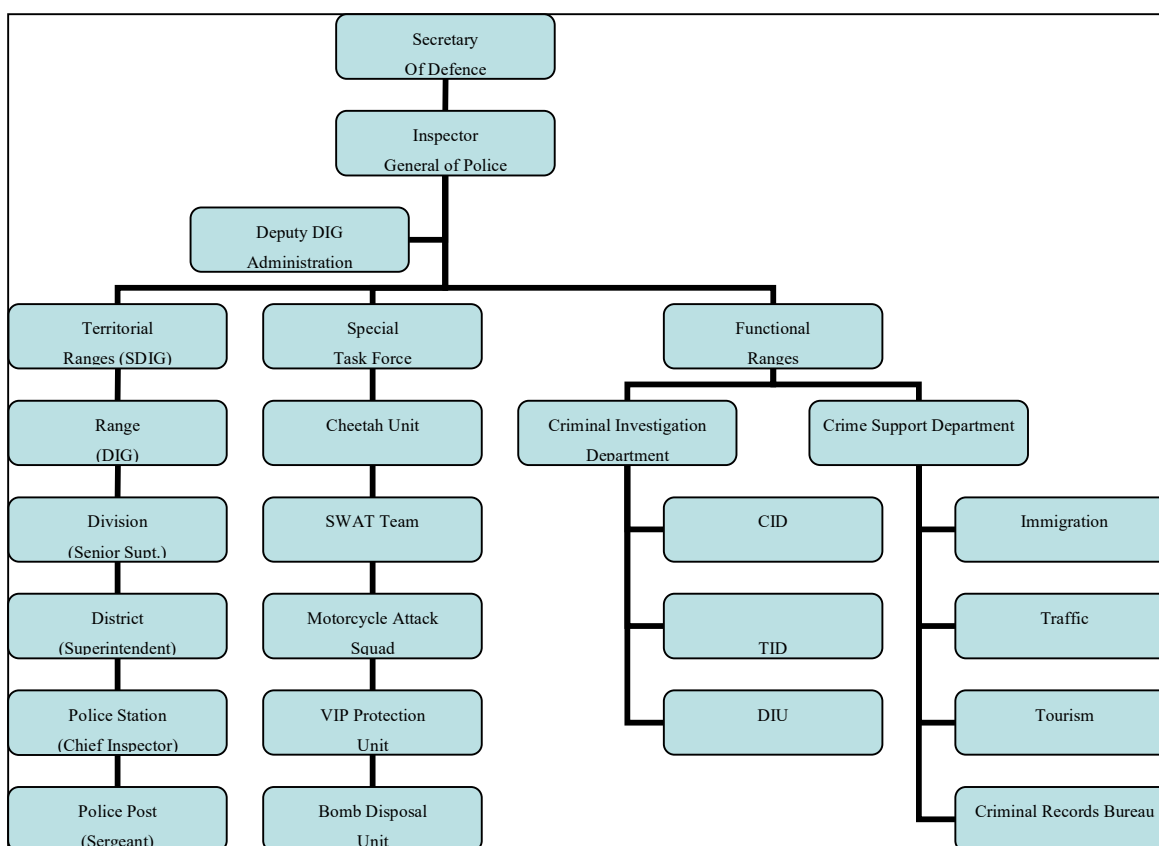 Secretary
Of Defence
Inspector
General of Police
Deputy DIG
Administration
Territorial
Ranges (SDIG)
Special
Task Force
Functional
Ranges
Range
(DIG)
Cheetah Unit
Criminal Investigation
Department
Crime Support Department
Division
(Senior Supt.)
SWAT Team
CID
Immigration
District
(Superintendent)
Motorcycle Attack
Squad
TID
Traffic
Police Station
(Chief Inspector)
VIP Protection
Unit
DIU
Tourism
Police Post
(Sergeant)
Bomb Disposal
Unit
Criminal Records Bureau